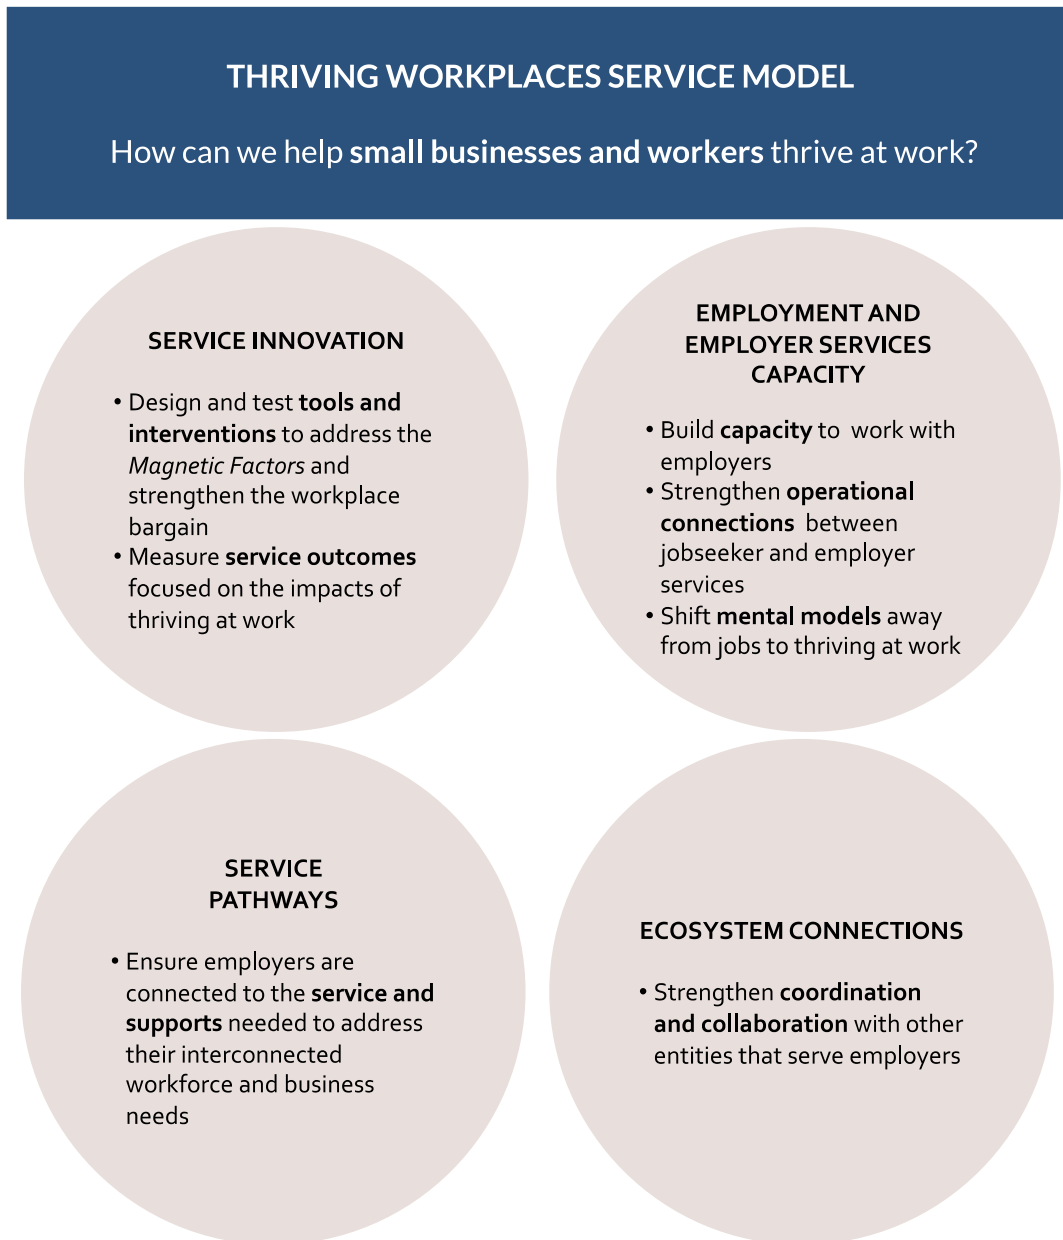 THRIVING WORKPLACES SERVICE MODEL
How can we help small businesses and workers thrive at work?
SERVICE INNOVATION
• Design and test tools and
interventions to address the
Magnetic Factors and
strengthen the workplace
bargain
• Measure service outcomes
focused on the impacts of
thriving at work
EMPLOYMENT AND
EMPLOYER SERVICES
CAPACITY
• Build capacity to work with
employers
• Strengthen operational
connections between
jobseeker and employer
services
• Shift mental models away
from jobs to thriving at work
SERVICE
PATHWAYS
• Ensure employers are
connected to the service and
supports needed to address
their interconnected
workforce and business
needs
ECOSYSTEM CONNECTIONS
• Strengthen coordination
and collaboration with other
entities that serve employers